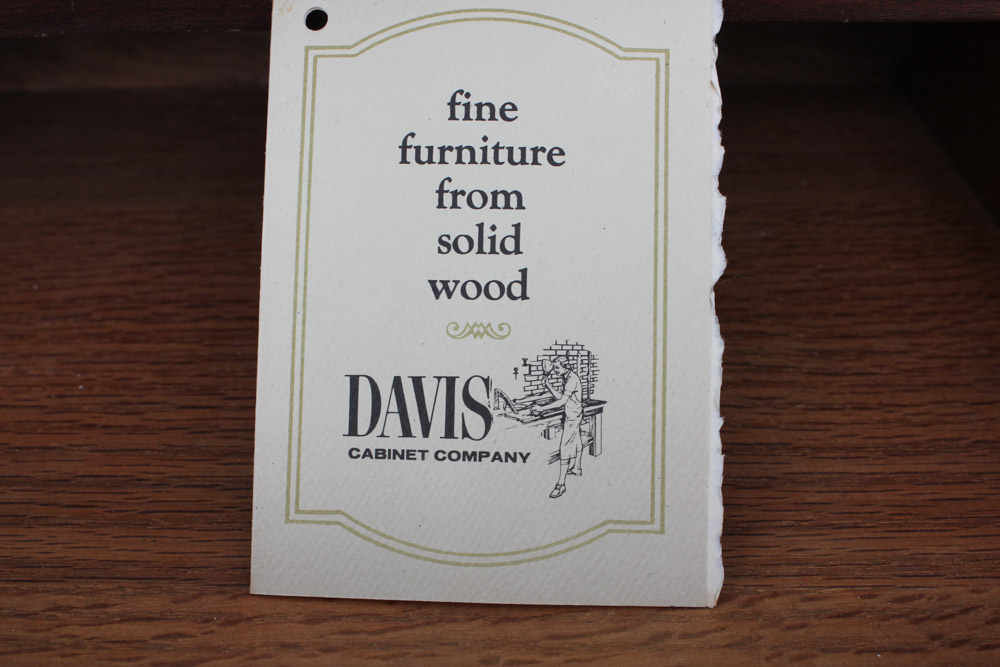 fine
furniture
from
solid
wood
DAVIS
CABINET COMPANY